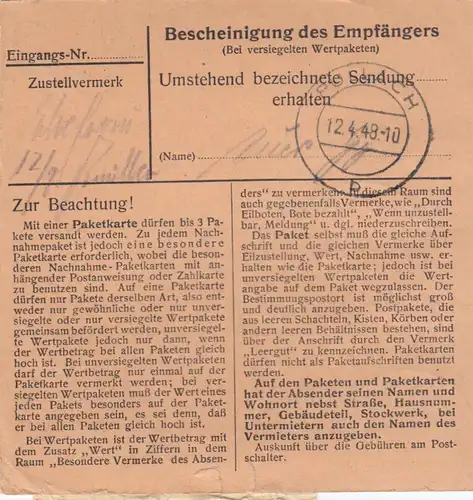 Bescheinigung des Empfängers
(Bei versiegelten Wertpaketen)
Eingangs-Nr.
Zustellvermerk
Umstehend bezeichnete Sendung
erhalten
12.4.48-10
(Name)
Zur Beachtung!
Mit einer Paketkarte dürfen bis 3 Pa-
kete versandt werden. Zu jedem Nach-
nahmepaket ist jedoch eine besondere
Paketkarte erforderlich, wobei die beson-
deren Nachnahme-Paketkarten mit an-
hängender Postanweisung oder Zahlkarte
zu benutzen sind. Auf eine Paketkarte
dürfen nur Pakete derselben Art, also ent-
weder nur gewöhnliche oder nur unver-
siegelte oder nur versiegelte Wertpakete
gemeinsam befördert werden, unversiegel-
te Wertpakete jedoch nur dann, wenn
der Wertbetrag bei allen Paketen gleich
hoch ist. Bei unversiegelten Wertpaketen
darf der Wertbetrag nur einmal auf der
Paketkarte vermerkt werden; bei ver-
siegelten Wertpaketen muß der Wert eines
jeden Pakets besonders auf der Paket-
karte angegeben sein, es sei denn, daß
er bei allen Paketen gleich hoch ist.
Bei Wertpaketen ist der Wertbetrag mit
dem Zusatz „Wert" in Ziffern in dem
Raum „Besondere Vermerke des Absen-
ders" zu vermerken. In diesem Raum sind
auch gegebenenfalls Vermerke, wie „Durch
Eilboten, Bote bezahlt", „Wenn unzustell-
bar, Meldung" u. dgl. niederzuschreiben.
Das Paket selbst muß die gleiche Auf-
schrift und die gleichen Vermerke über
Eilzustellung, Wert, Nachnahme usw. er-
halten wie die Paketkarte; jedoch ist bei
unversiegelten Wertpaketen die Wert-
angabe auf dem Paket wegzulassen. Der
Bestimmungspostort ist möglichst groß
und deutlich anzugeben. Postpakete, die
aus leeren Schachteln, Kisten, Körben oder
andern leeren Behältnissen bestehen, sind
über der Anschrift durch den Vermerk
„Leergut" zu kennzeichnen. Paketkarten
dürfen nicht als Paketaufschriften benutzt
werden.
Auf den Paketen und Paketkarten
hat der Absender seinen Namen und
Wohnort nebst Straße, Hausnum-
mer, Gebäudeteil, Stockwerk, bei
Untermietern auch den Namen des
Vermieters anzugeben.
Auskunft über die Gebühren am Post-
schalter.